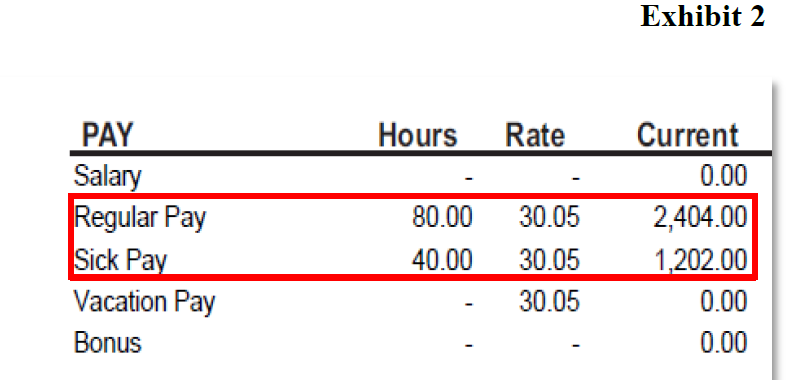 Exhibit 2
PAY Hours Rate Current
Salary - - 0.00
Regular Pay 80.00 30.05 2,404.00
Sick Pay 40.00 30.05 1,202.00
Vacation Pay - 30.05 0.00
Bonus - - 0.00